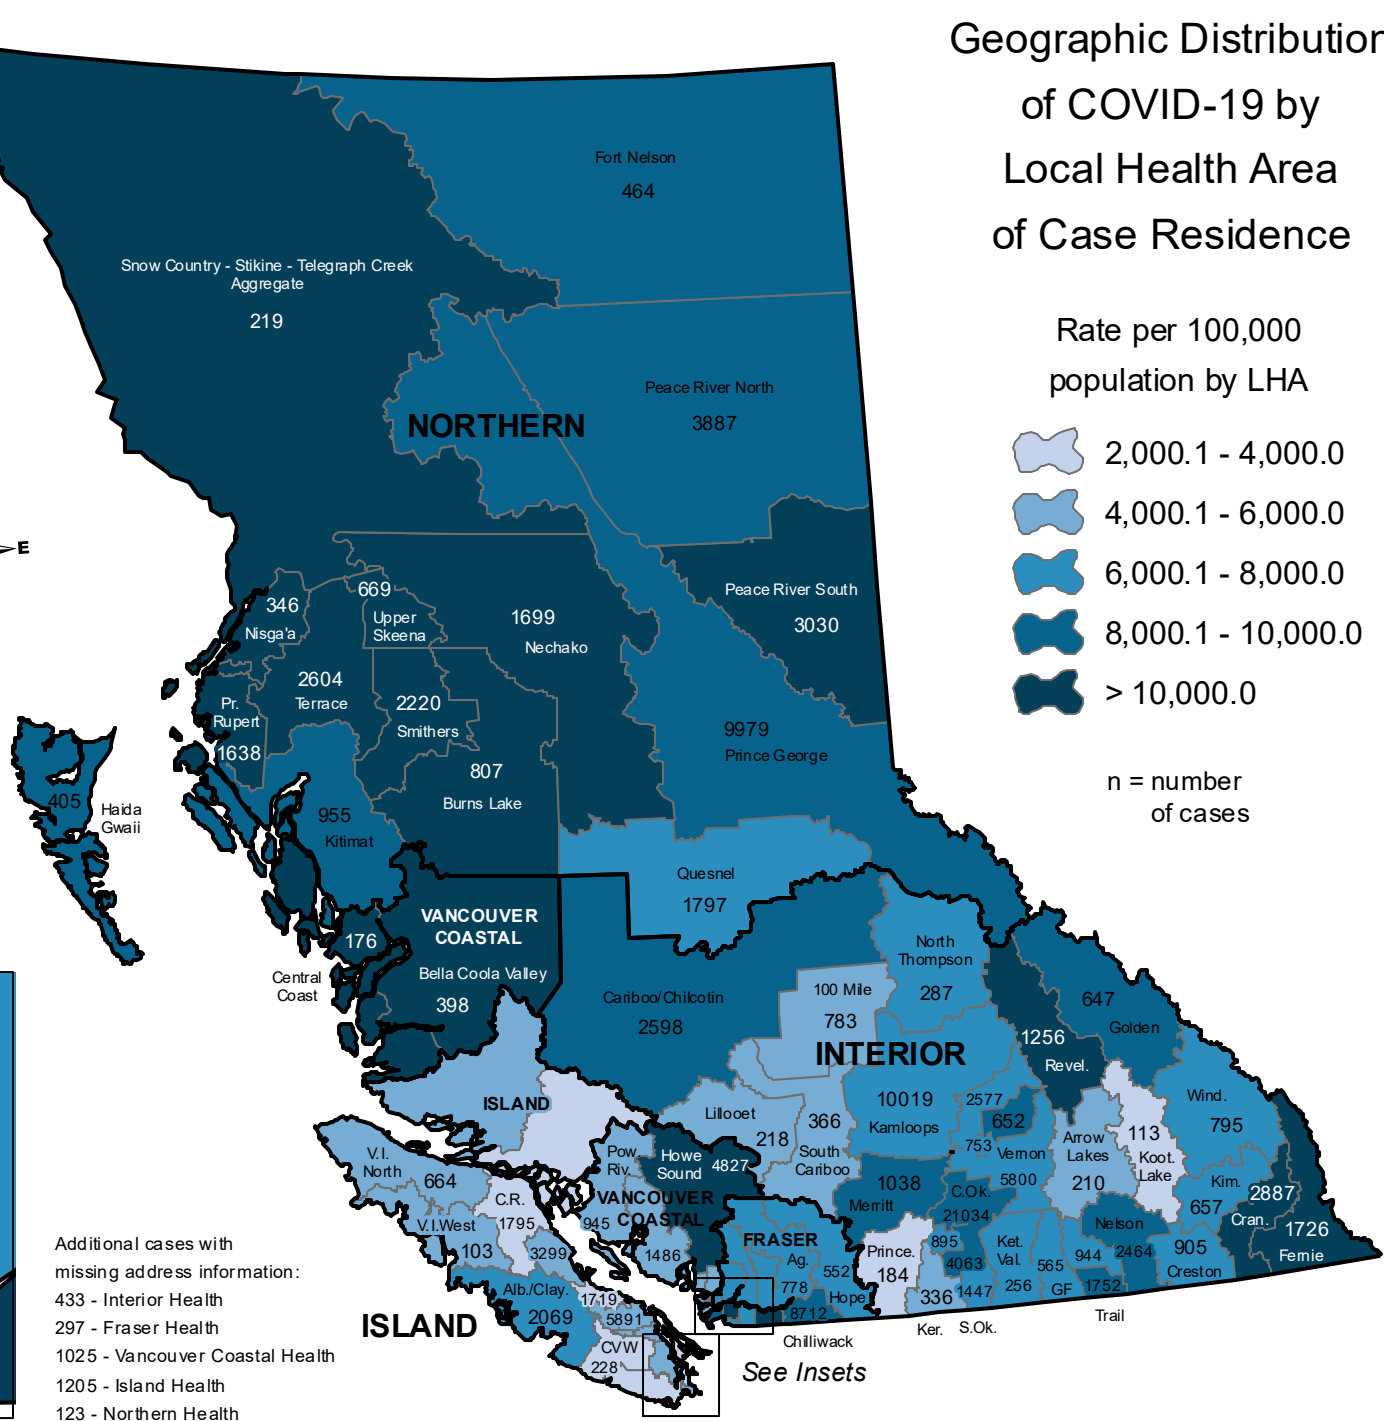 Geographic Distribution
of COVID-19 by
Local Health Area
of Case Residence
Rate per 100,000
population by LHA
2,000.1 - 4,000.0
4,000.1 - 6,000.0
6,000.1 - 8,000.0
8,000.1 - 10,000.0
> 10,000.0
n = number
of cases
Fort Nelson
464
Snow Country - Stikine - Telegraph Creek
Aggregate
219
Peace River North
3887
NORTHERN
E
Peace River South
3030
346
Nisga'a
669
Upper
Skeena
1699
Nechako
2604
Terrace
Pr.
Rupert
1638
2220
Smithers
9979
Prince George
807
Burns Lake
405
Haida
Gwaii
955
Kitimat
Quesnel
1797
VANCOUVER
COASTAL
176
Central
Coast
Bella Coola Valley
398
Cariboo/Chilcotin
2598
North
Thompson
287
100 Mile
783
INTERIOR
647
Golden
1256
Revel.
Wind.
795
ISLAND
Lillooet
218
366
South
Cariboo
10019
Kamloops
2577
652
753
Vernon
5800
Arrow
Lakes
210
113
Koot.
Lake
Kim.
657
2887
Cran.
1726
Fernie
V.I.
North
664
C.R.
1795
Pow.
Riv.
945
Howe
Sound
4827
VANCOUVER
COASTAL
1486
V.I.West
103
3299
Alb./Clay.
2069
1719
5891
CVW
228
ISLAND
FRASER
Ag.
778
552
Hope
8712
Chilliwack
1038
Merritt
C.Ok.
21034
Prince.
184
895
4063
336
1447
Ker.
S.Ok.
Ket.
Val.
256
565
944
GF
Nelson
2464
1752
Trail
905
Creston
See Insets
Additional cases with
missing address information:
433 - Interior Health
297 - Fraser Health
1025 - Vancouver Coastal Health
1205 - Island Health
123 - Northern Health